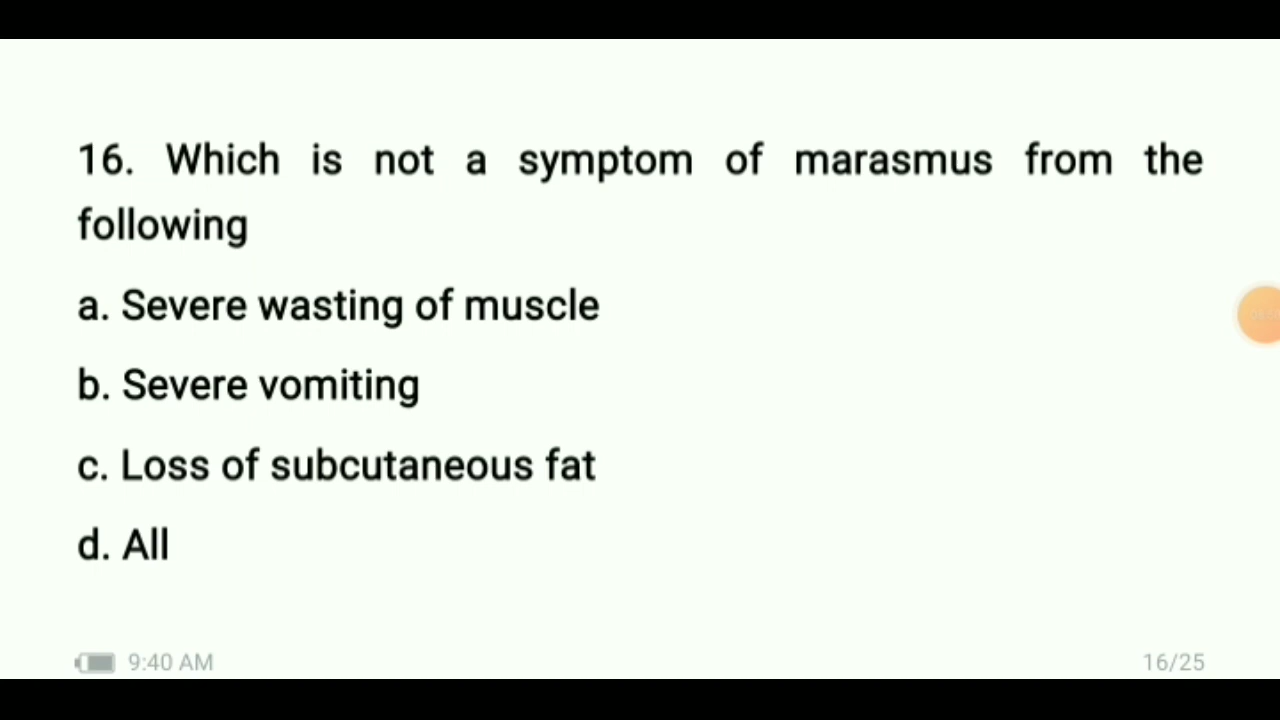 16. Which is not a symptom of marasmus from the
following
a. Severe wasting of muscle
b. Severe vomiting
c. Loss of subcutaneous fat
d. All
9:40 AM
16/25